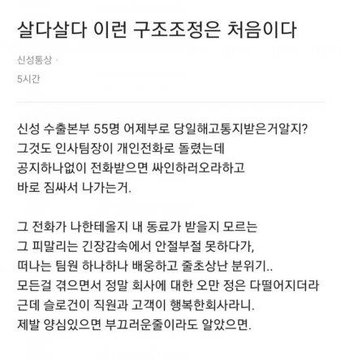 살다살다 이런 구조조정은 처음이다
신성통상 ·
5시간
신성 수출본부 55명 어제부로 당일해고통지받은거알지?
그것도 인사팀장이 개인전화로 돌렸는데
공지하나없이 전화받으면 싸인하러오라하고
바로 짐싸서 나가는거.
그 전화가 나한테올지 내 동료가 받을지 모르는
그 피말리는 긴장감속에서 안절부절 못하다가,
떠나는 팀원 하나하나 배웅하고 줄초상난 분위기..
모든걸 겪으면서 정말 회사에 대한 오만 정은 다떨어지더라
근데 슬로건이 직원과 고객이 행복한회사라니.
제발 양심있으면 부끄러운줄이라도 알았으면.